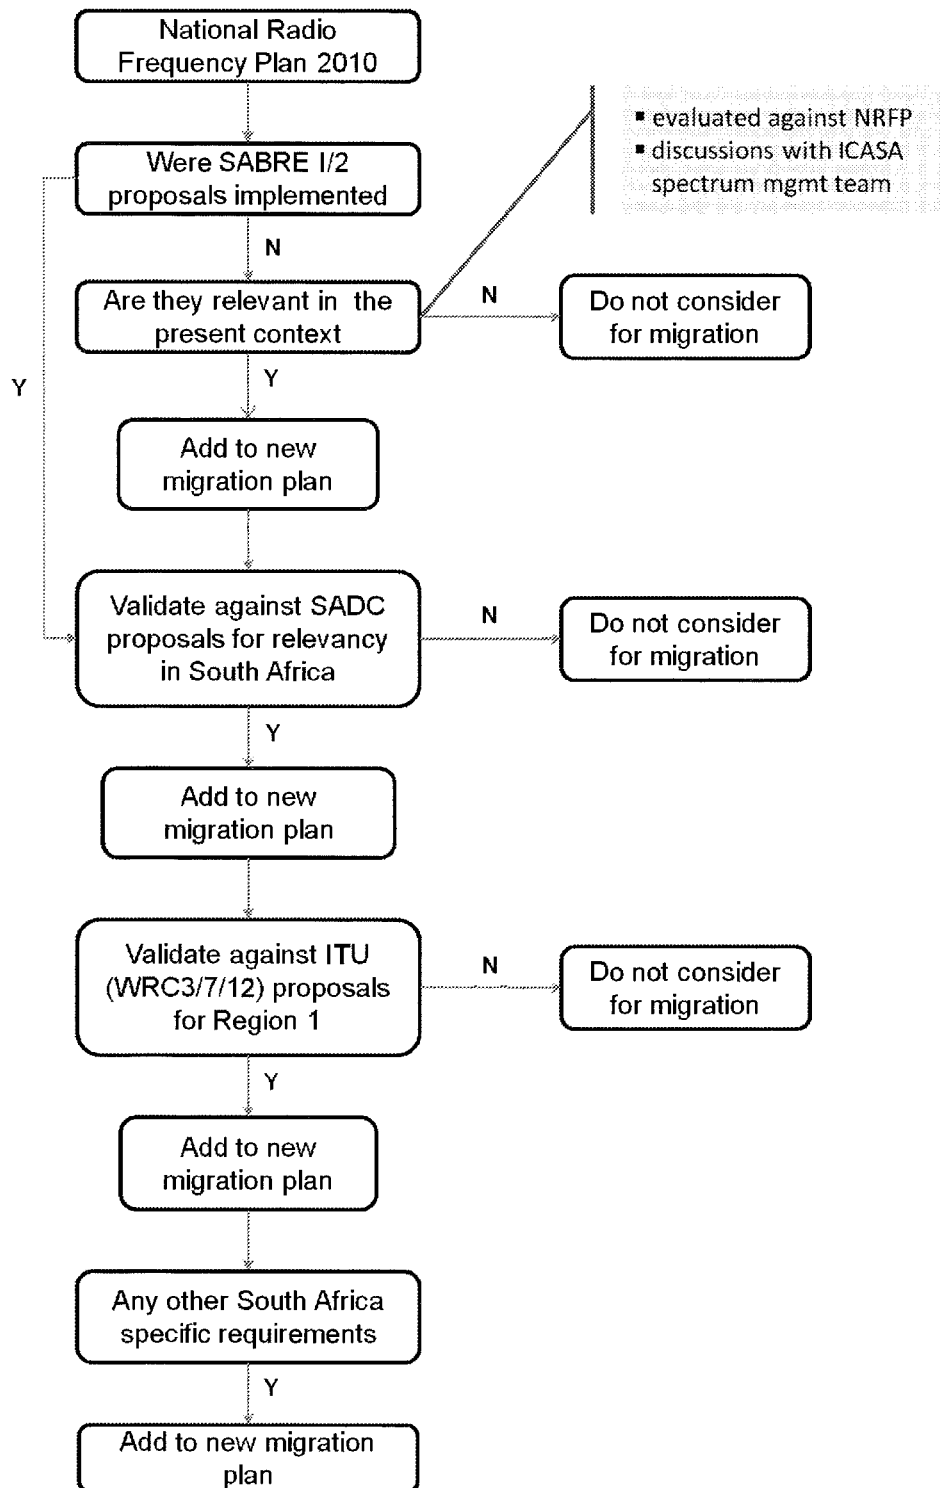 National Radio
Frequency Plan 2010
▪ evaluated against NRFP
▪ discussions with ICASA
spectrum mgmt team
Were SABRE I/2
proposals implemented
N
Are they relevant in the
present context
N
Do not consider
for migration
Y
Y
Add to new
migration plan
Validate against SADC
proposals for relevancy
in South Africa
N
Do not consider
for migration
Y
Add to new
migration plan
Validate against ITU
(WRC3/7/12) proposals
for Region 1
N
Do not consider
for migration
Y
Add to new
migration plan
Any other South Africa
specific requirements
Y
Add to new migration
plan